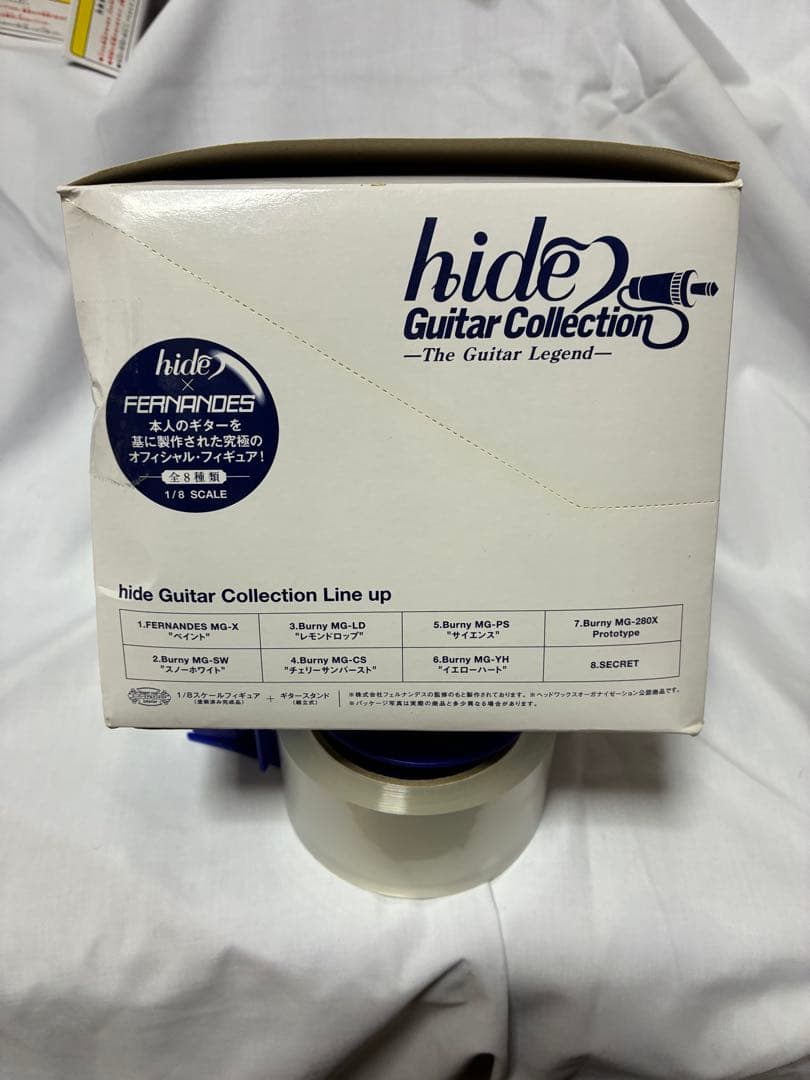 hide
Guitar Collection
—The Guitar Legend—
hide
×
FERNANDES
本人のギターを
基に製作された究極の
オフィシャル・フィギュア!
全8種類
1/8 SCALE
hide Guitar Collection Line up
1.FERNANDES MG-X
"ペイント"
3.Burny MG-LD
"レモンドロップ"
5.Burny MG-PS
"サイエンス"
7.Burny MG-280X
Prototype
2.Burny MG-SW
"スノーホワイト"
4.Burny MG-CS
"チェリーサンバースト"
6.Burny MG-YH
"イエローハート"
8.SECRET
1/8スケールフィギュア
(塗装済み完成品)
+
ギタースタンド
(組立式)
※株式会社フェルナンデスの監修のもと製作されております。※ヘッドワックスオーガナイゼーション公認商品です。
※パッケージ写真は実際の商品と多少異なる場合があります。